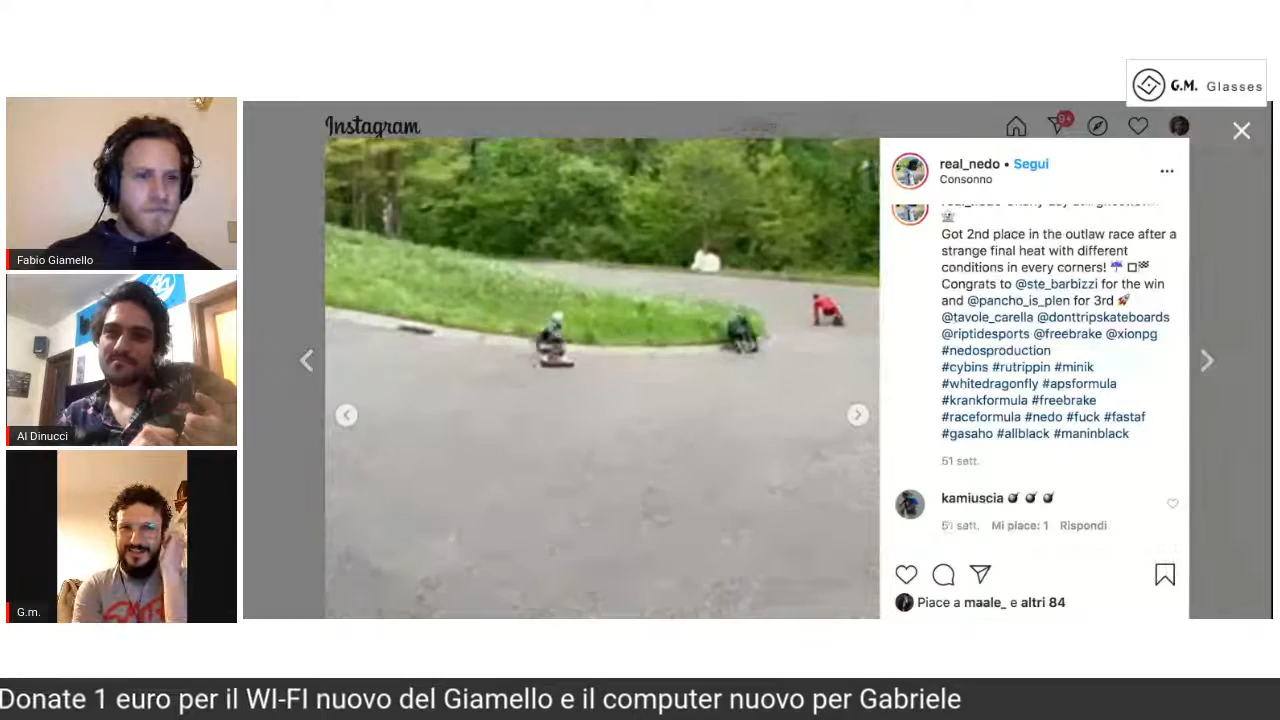 G.M. Glasses
Instagram
9+
real_nedo • Segui
Consonno
Fabio Giamello
Al Dinucci
G.m.
Got 2nd place in the outlaw race after a
strange final heat with different
conditions in every corners! ☔ 🏁
Congrats to @ste_barbizzi for the win
and @pancho_is_plen for 3rd 🚀
@tavole_carella @donttripskateboards
@riptidesports @freebrake @xionpg
#nedosproduction
#cybins #rutrippin #minik
#whitedragonfly #apsformula
#krankformula #freebrake
#raceformula #nedo #fuck #fastaf
#gasaho #allblack #maninblack
51 sett.
kamiuscia 💣 💣 💣
51 sett. Mi piace: 1 Rispondi
Piace a maale_ e altri 84
Donate 1 euro per il WI-FI nuovo del Giamello e il computer nuovo per Gabriele